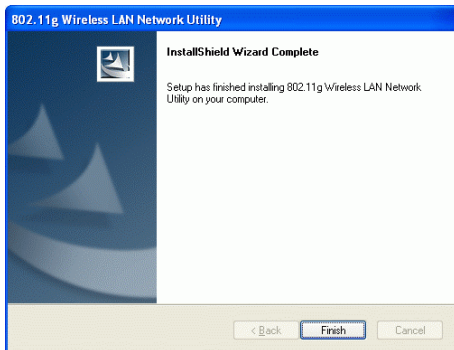 802.11g Wireless LAN Network Utility
InstallShield Wizard Complete
Setup has finished installing 802.11g Wireless LAN Network
Utility on your computer.
< Back
Finish
Cancel